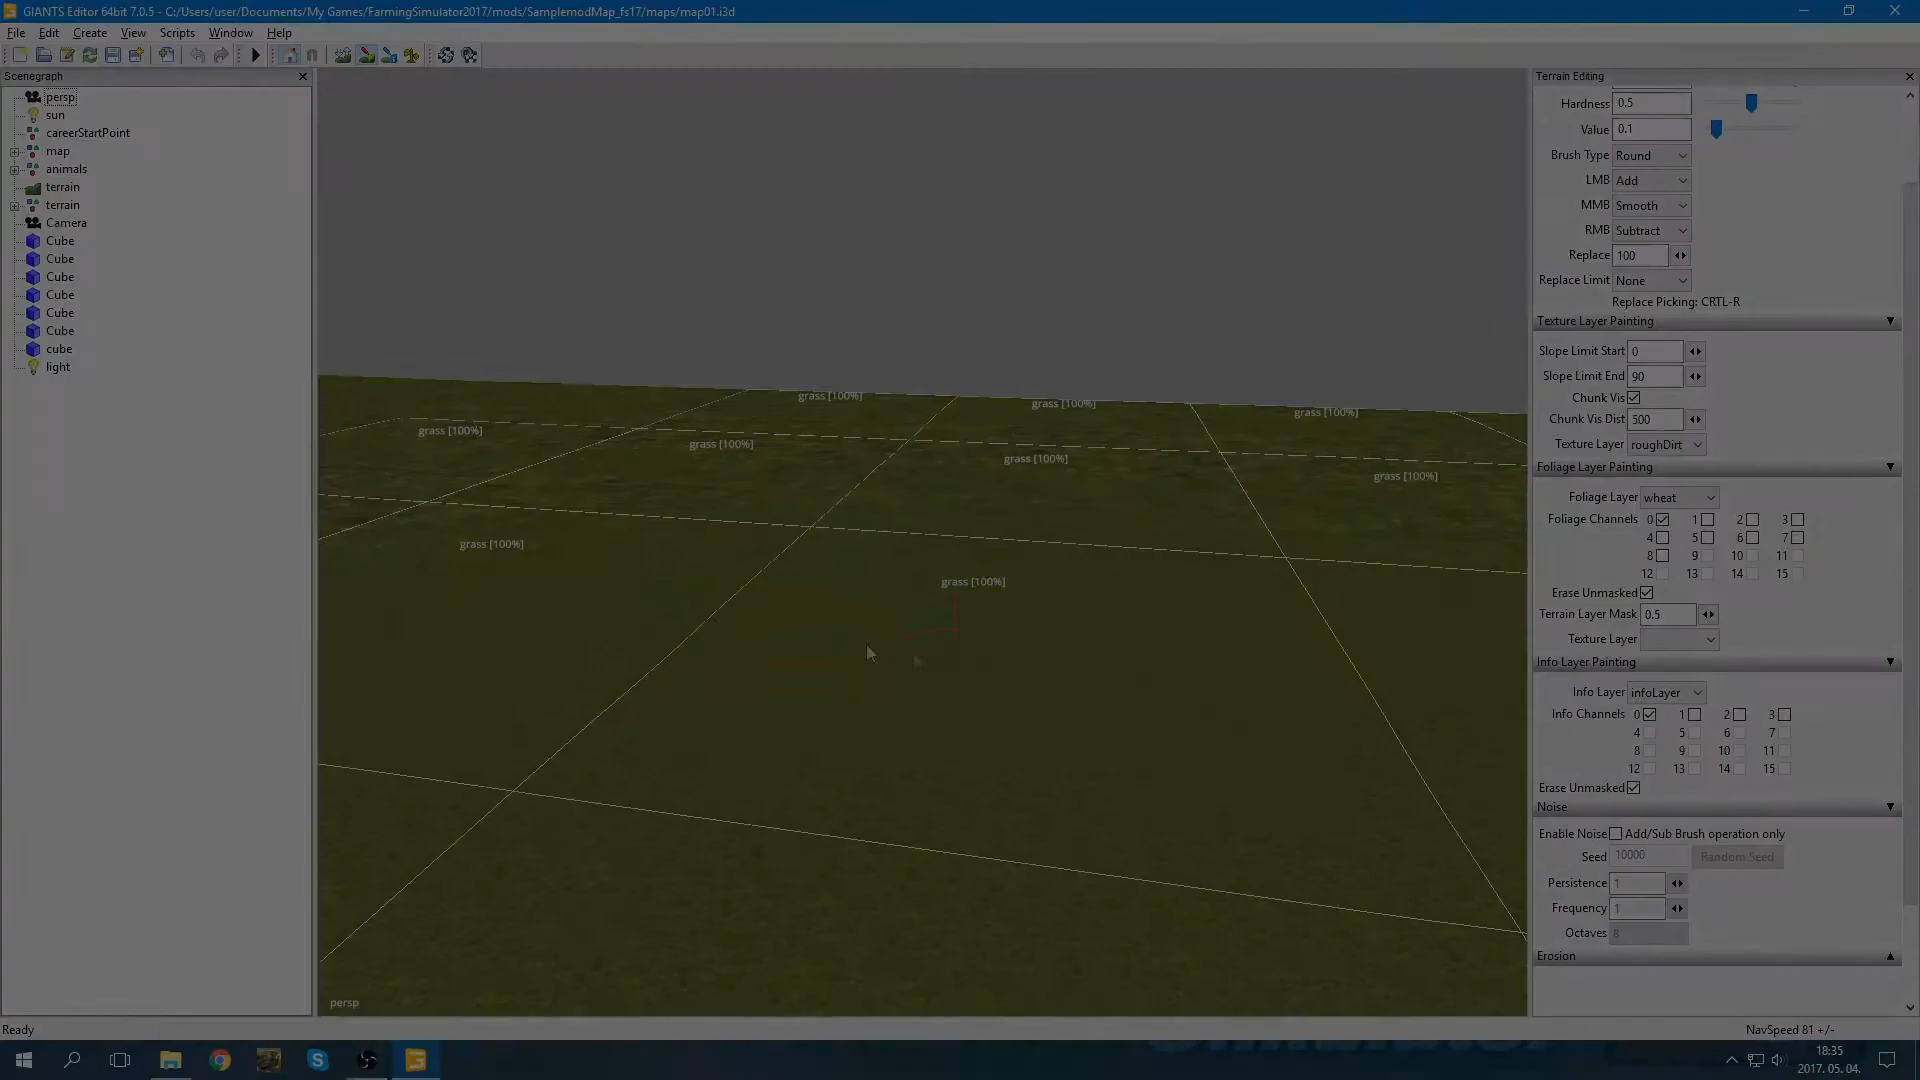 GIANTS Editor 64bit 7.0.5 - C:/Users/user/Documents/My Games/FarmingSimulator2017/mods/SamplemodMap_fs17/maps/map01.i3d
File Edit Create View Scripts Window Help
Scenegraph
persp
sun
careerStartPoint
map
animals
terrain
terrain
Camera
Cube
Cube
Cube
Cube
Cube
Cube
cube
light
grass [100%]
grass [100%]
grass [100%]
grass [100%]
grass [100%]
grass [100%]
grass [100%]
grass [100%]
grass [100%]
persp
Terrain Editing
Hardness 0.5
Value 0.1
Brush Type Round
LMB Add
MMB Smooth
RMB Subtract
Replace 100
Replace Limit None
Replace Picking: CRTL-R
Texture Layer Painting
Slope Limit Start 0
Slope Limit End 90
Chunk Vis
Chunk Vis Dist 500
Texture Layer roughDirt
Foliage Layer Painting
Foliage Layer wheat
Foliage Channels 0 1 2 3
4 5 6 7
8 9 10 11
12 13 14 15
Erase Unmasked
Terrain Layer Mask 0.5
Texture Layer
Info Layer Painting
Info Layer infoLayer
Info Channels 0 1 2 3
4 5 6 7
8 9 10 11
12 13 14 15
Erase Unmasked
Noise
Enable Noise Add/Sub Brush operation only
Seed 10000 Random Seed
Persistence 1
Frequency 1
Octaves 8
Erosion
Ready
NavSpeed 81 +/-
18:35
2017. 05. 04.